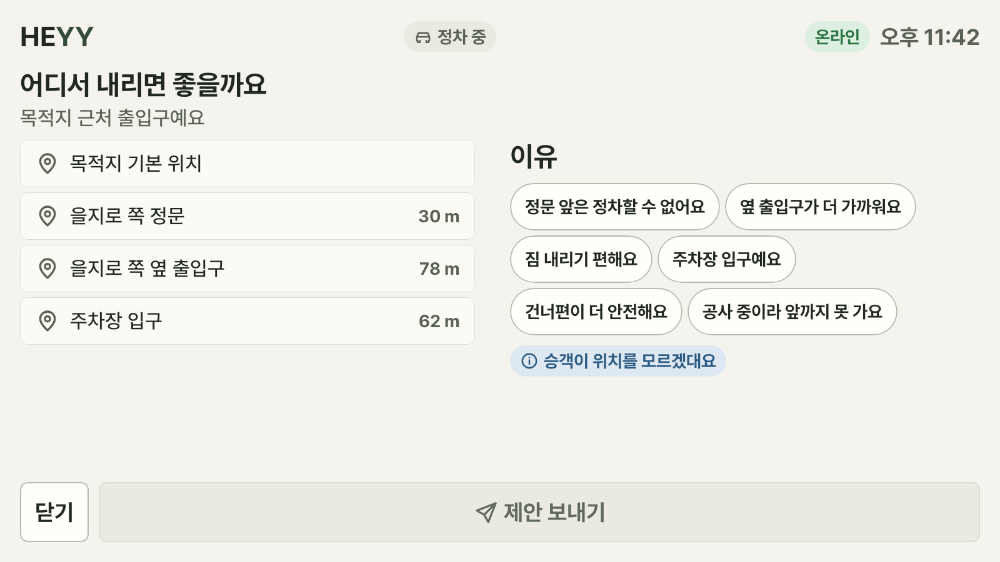 HEYY
정차 중
온라인
오후 11:42
어디서 내리면 좋을까요
목적지 근처 출입구예요
목적지 기본 위치
을지로 쪽 정문 30 m
을지로 쪽 옆 출입구 78 m
주차장 입구 62 m
이유
정문 앞은 정차할 수 없어요
옆 출입구가 더 가까워요
짐 내리기 편해요
주차장 입구예요
건너편이 더 안전해요
공사 중이라 앞까지 못 가요
승객이 위치를 모르겠대요
닫기
제안 보내기